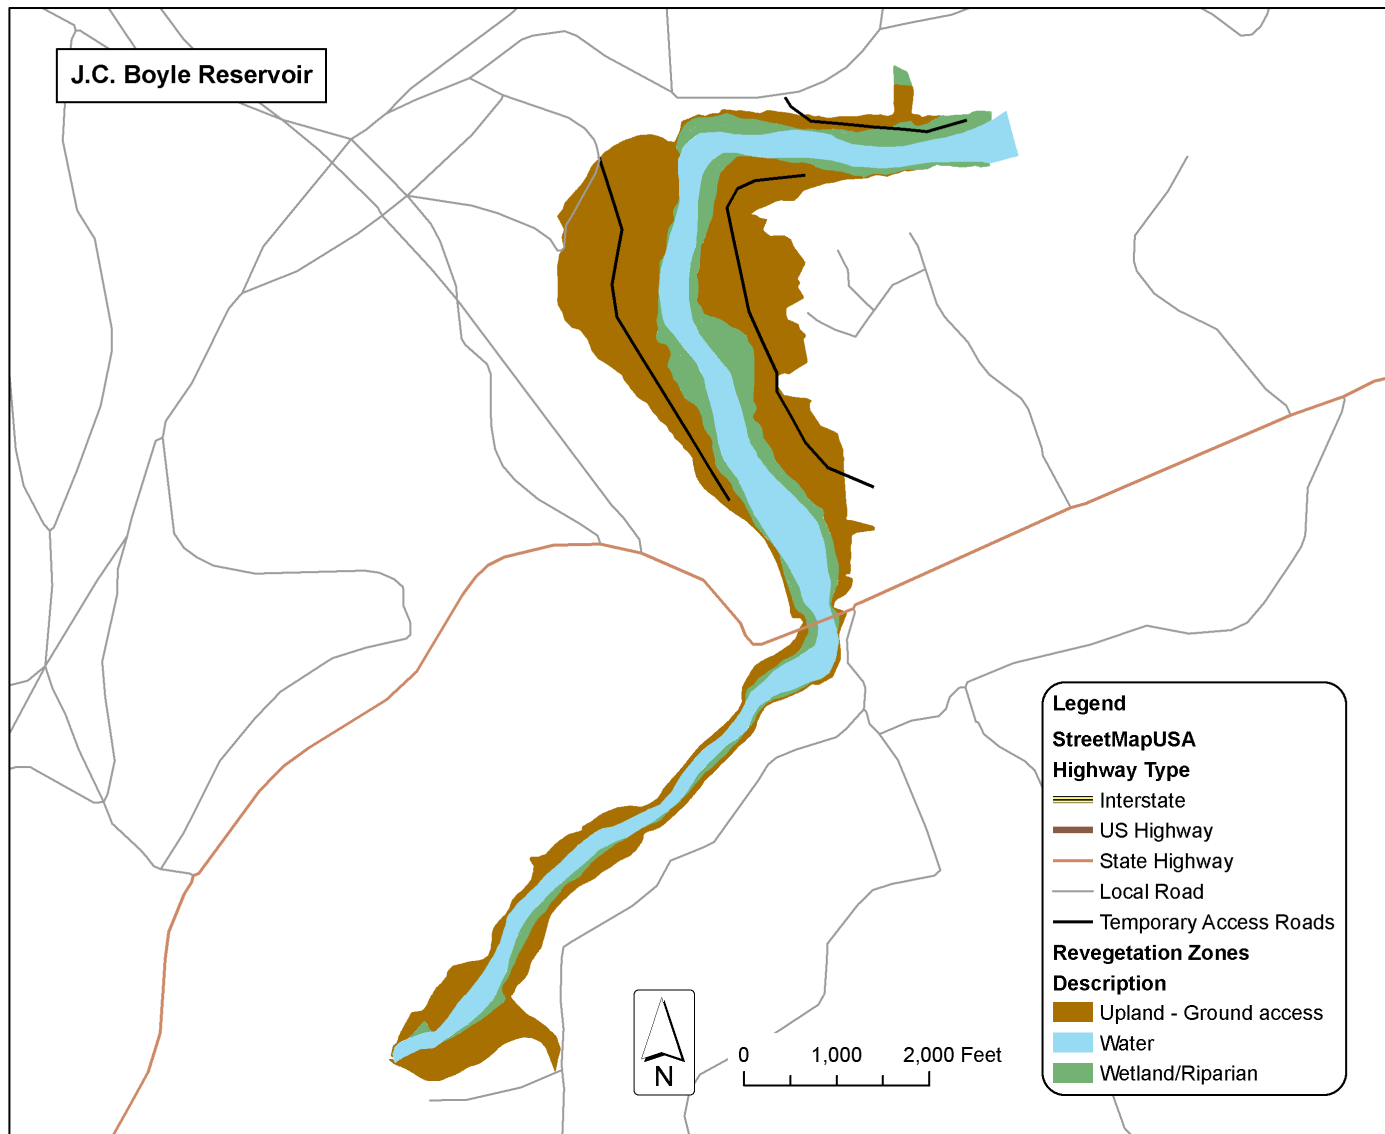 J.C. Boyle Reservoir
Legend
StreetMapUSA
Highway Type
Interstate
US Highway
State Highway
Local Road
Temporary Access Roads
Revegetation Zones
Description
Upland - Ground access
Water
Wetland/Riparian
N
0 1,000 2,000 Feet